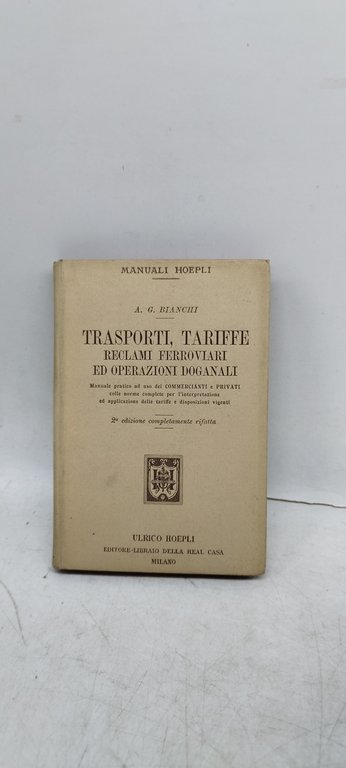 MANUALI HOEPLI
A. G. BIANCHI
TRASPORTI, TARIFFE
RECLAMI FERROVIARI
ED OPERAZIONI DOGANALI
Manuale pratico ad uso dei COMMERCIANTI e PRIVATI
colle norme complete per l'interpretazione
ed applicazione delle tariffe e disposizioni vigenti
2ª edizione completamente rifatta
ULRICO HOEPLI
EDITORE-LIBRAIO DELLA REAL CASA
MILANO